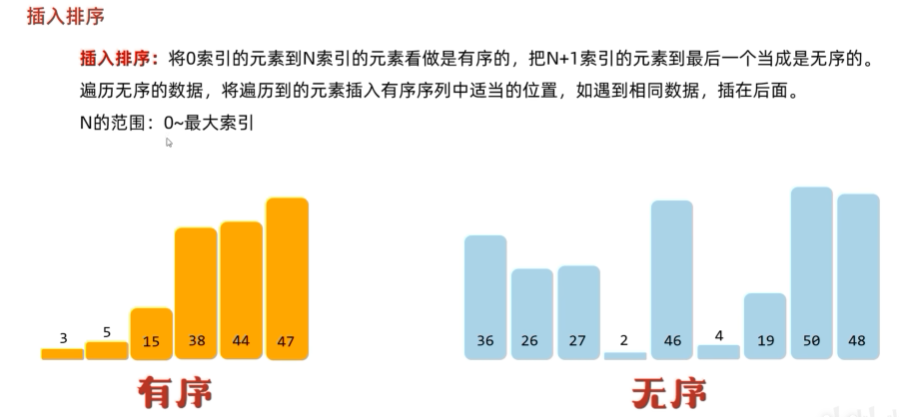 插入排序
插入排序：将0索引的元素到N索引的元素看做是有序的，把N+1索引的元素到最后一个当成是无序的。
遍历无序的数据，将遍历到的元素插入有序序列中适当的位置，如遇到相同数据，插在后面。
N的范围：0~最大索引
3 5 15 38 44 47 36 26 27 2 46 4 19 50 48
有序 无序